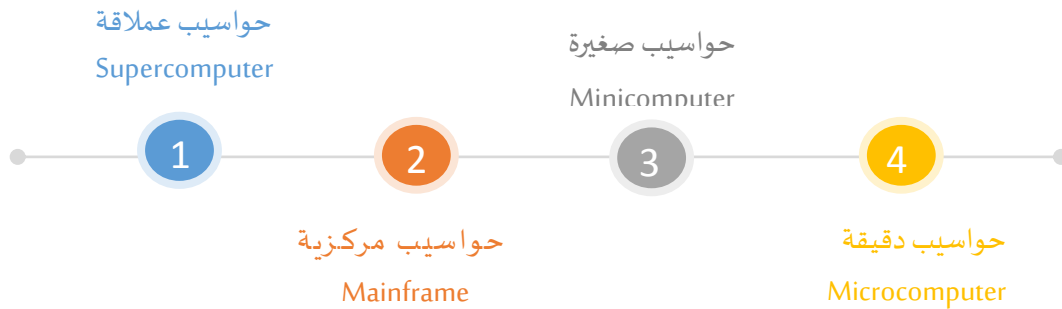 حواسيب عملاقة
Supercomputer
1
حواسيب مركزية
Mainframe
2
حواسيب صغيرة
Minicomputer
3
حواسيب دقيقة
Microcomputer
4